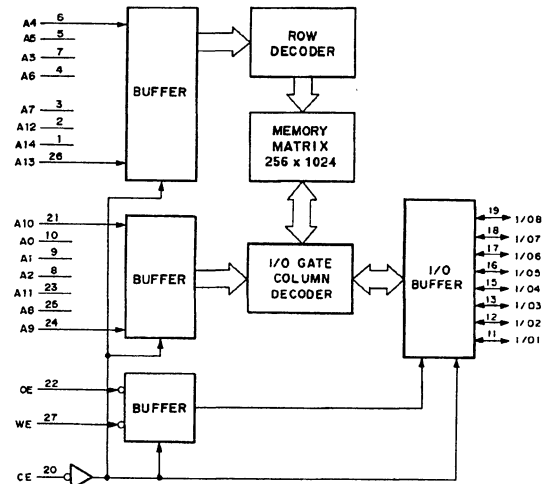 A4 6
A5 5
A3 7
A6 4
A7 3
A12 2
A14 1
A13 26
BUFFER
ROW
DECODER
MEMORY
MATRIX
256 x 1024
A10 21
A0 10
A1 9
A2 8
A11 23
A8 25
A9 24
BUFFER
I/O GATE
COLUMN
DECODER
I/O
BUFFER
19 I/O8
18 I/O7
17 I/O6
16 I/O5
15 I/O4
13 I/O3
12 I/O2
11 I/O1
OE 22
WE 27
BUFFER
CE 20